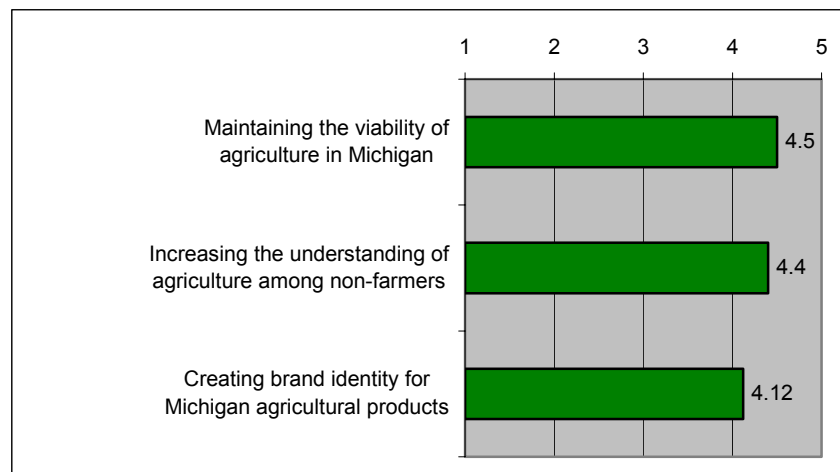 1 2 3 4 5
Maintaining the viability of
agriculture in Michigan
4.5
Increasing the understanding of
agriculture among non-farmers
4.4
Creating brand identity for
Michigan agricultural products
4.12